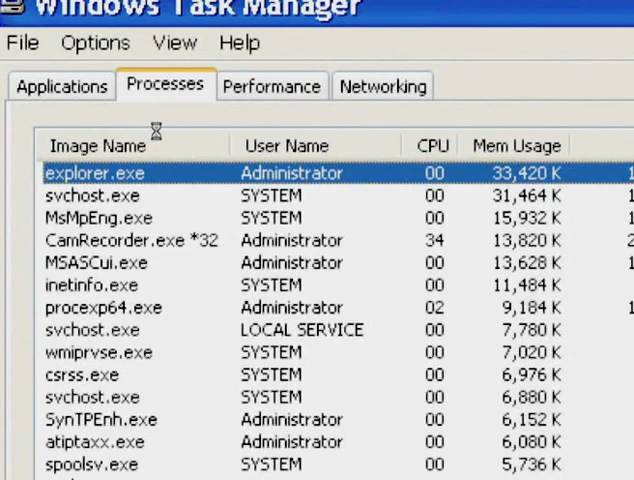 Windows Task Manager
File Options View Help
Applications Processes Performance Networking
Image Name User Name CPU Mem Usage
explorer.exe Administrator 00 33,420 K 1
svchost.exe SYSTEM 00 31,464 K 1
MsMpEng.exe SYSTEM 00 15,932 K
CamRecorder.exe *32 Administrator 34 13,820 K 2
MSASCui.exe Administrator 00 13,628 K 1
inetinfo.exe SYSTEM 00 11,484 K
procexp64.exe Administrator 02 9,184 K 1
svchost.exe LOCAL SERVICE 00 7,780 K
wmiprvse.exe SYSTEM 00 7,020 K
csrss.exe SYSTEM 00 6,976 K
svchost.exe SYSTEM 00 6,880 K
SynTPEnh.exe Administrator 00 6,152 K
atiptaxx.exe Administrator 00 6,080 K
spoolsv.exe SYSTEM 00 5,736 K